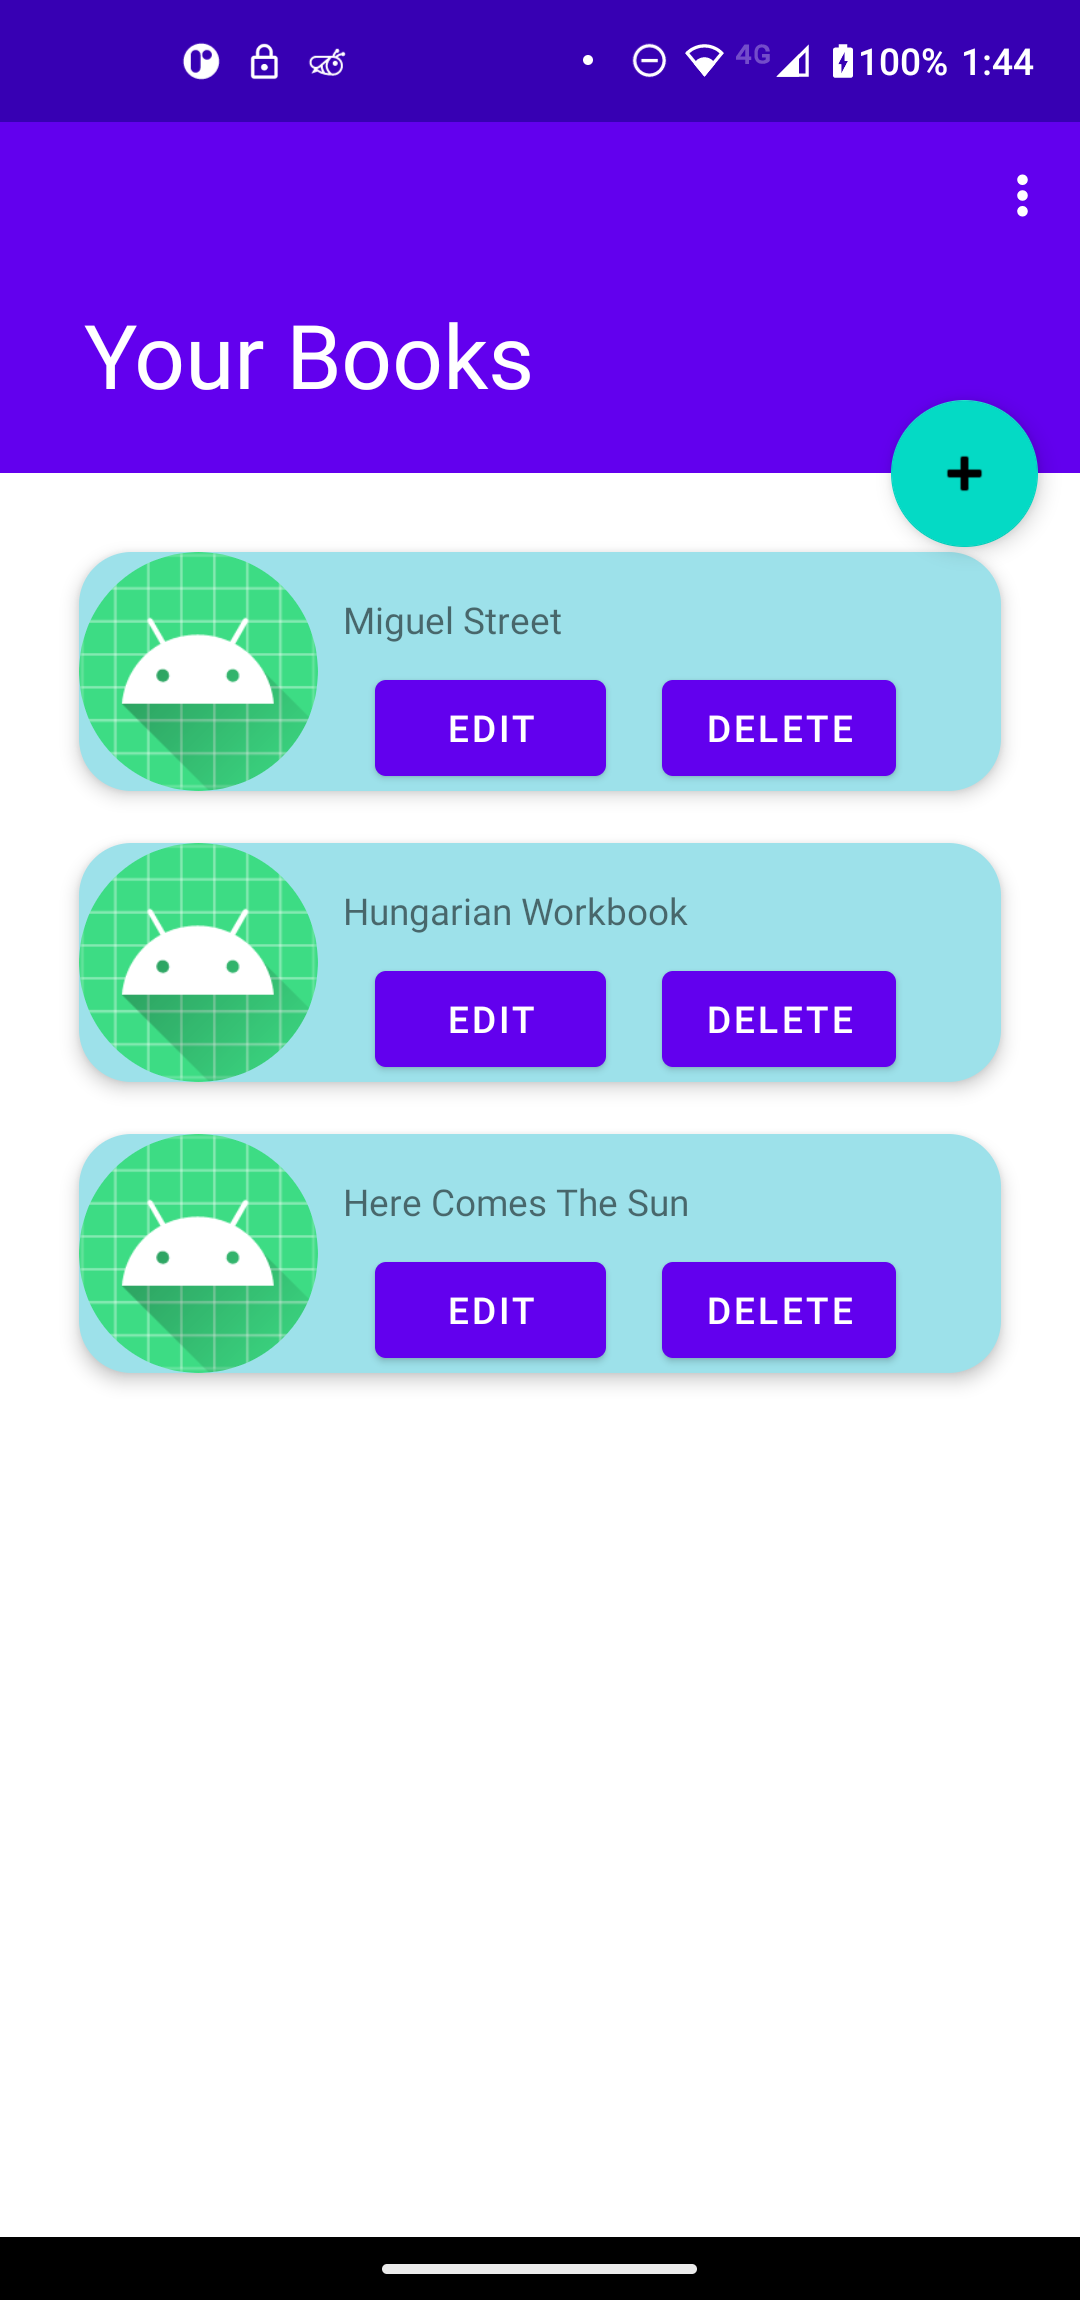 4G 100% 1:44
Your Books
Miguel Street
EDIT DELETE
Hungarian Workbook
EDIT DELETE
Here Comes The Sun
EDIT DELETE